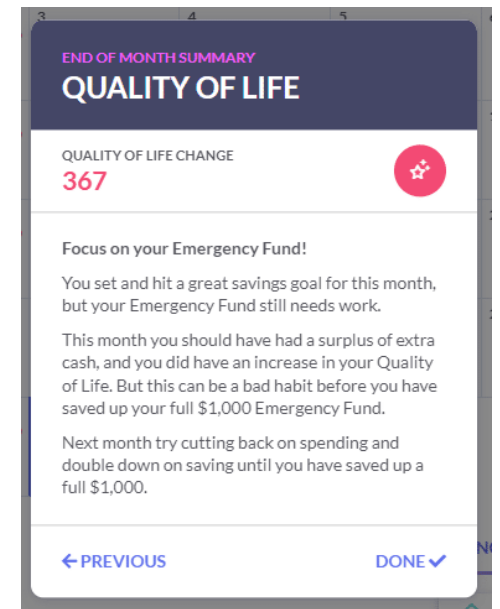 3 4 5
END OF MONTH SUMMARY
QUALITY OF LIFE
QUALITY OF LIFE CHANGE
367
Focus on your Emergency Fund!
You set and hit a great savings goal for this month,
but your Emergency Fund still needs work.
This month you should have had a surplus of extra
cash, and you did have an increase in your Quality
of Life. But this can be a bad habit before you have
saved up your full $1,000 Emergency Fund.
Next month try cutting back on spending and
double down on saving until you have saved up a
full $1,000.
PREVIOUS DONE